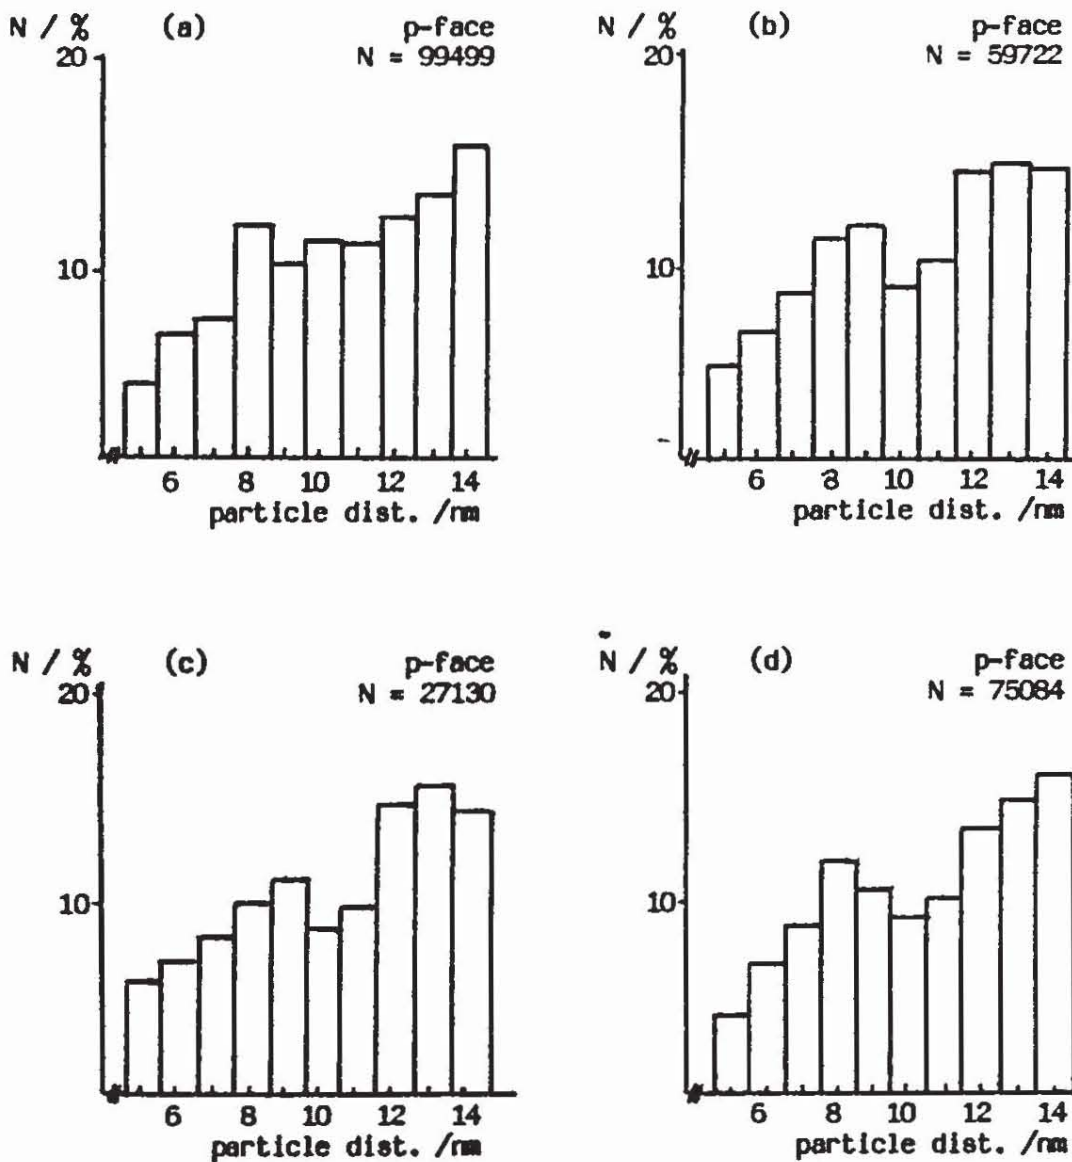 N / % (a) p-face
N = 99499
20
10
6 8 10 12 14
particle dist. /nm
N / % (b) p-face
N = 59722
20
10
6 8 10 12 14
particle dist. /nm
N / % (c) p-face
N = 27130
20
10
6 8 10 12 14
particle dist. /nm
N / % (d) p-face
N = 75084
20
10
6 8 10 12 14
particle dist. /nm